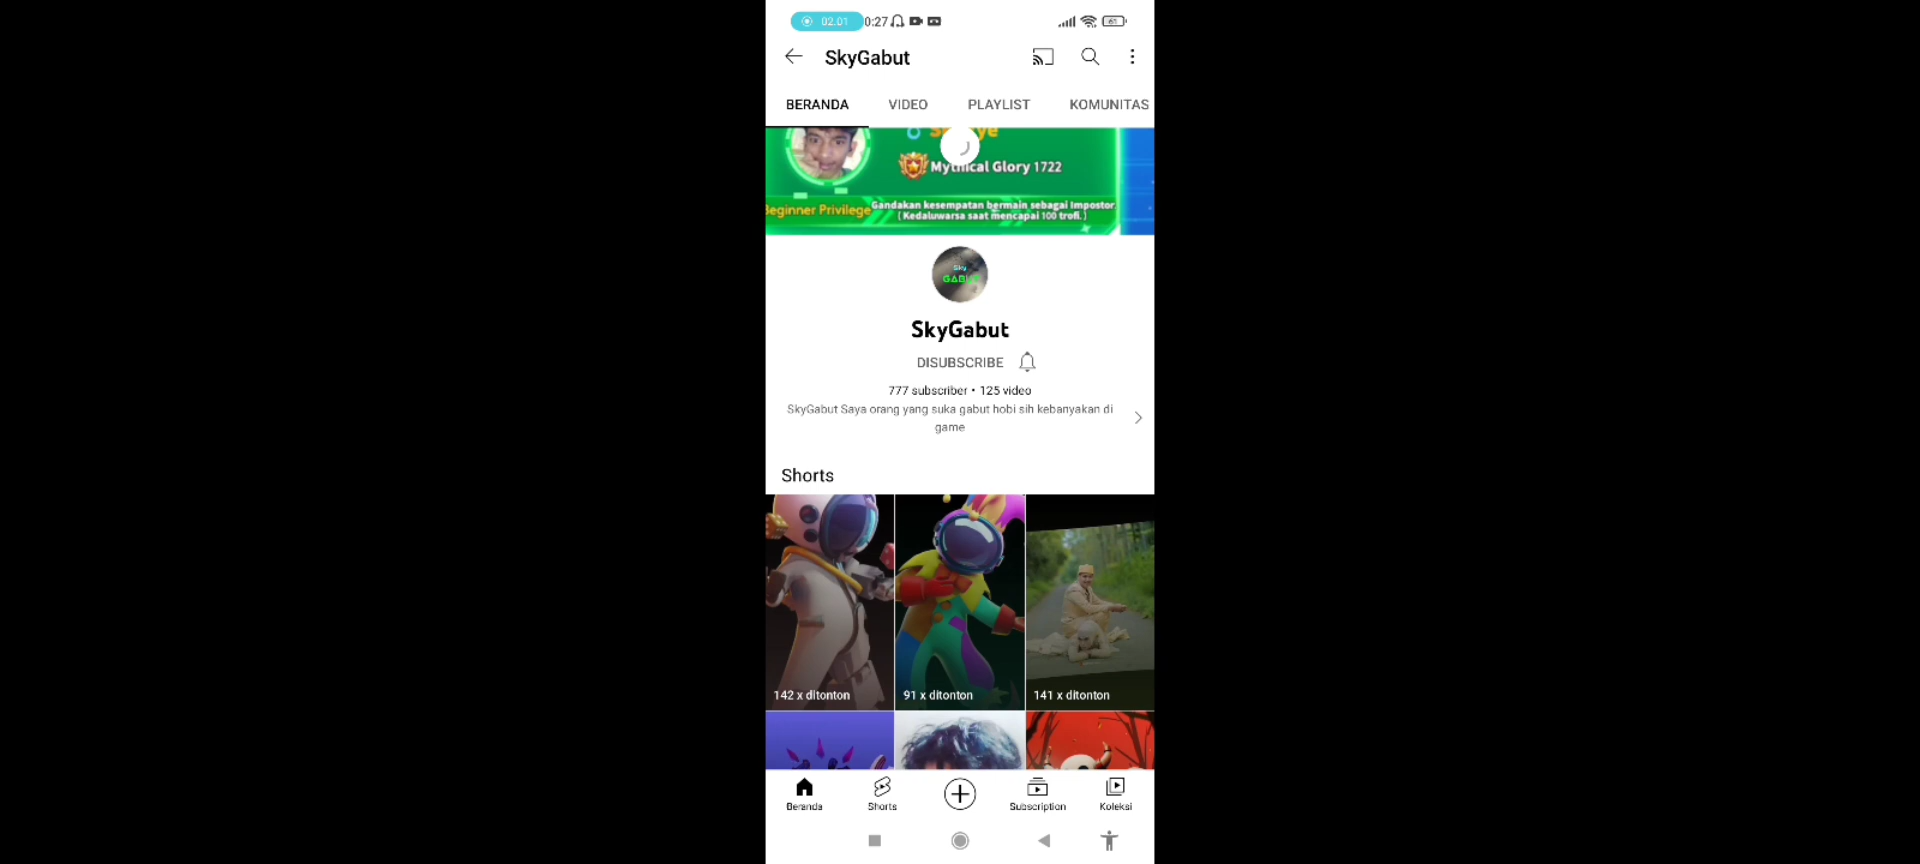 02.01 0:27 61
SkyGabut
BERANDA VIDEO PLAYLIST KOMUNITAS
Mythical Glory 1722
Beginner Privilege
Gandakan kesempatan bermain sebagai Impostor.
( Kedaluwarsa saat mencapai 100 trofi. )
Sky
SkyGabut
DISUBSCRIBE
777 subscriber • 125 video
SkyGabut Saya orang yang suka gabut hobi sih kebanyakan di
game
Shorts
142 x ditonton 91 x ditonton 141 x ditonton
Beranda Shorts Subscription Koleksi